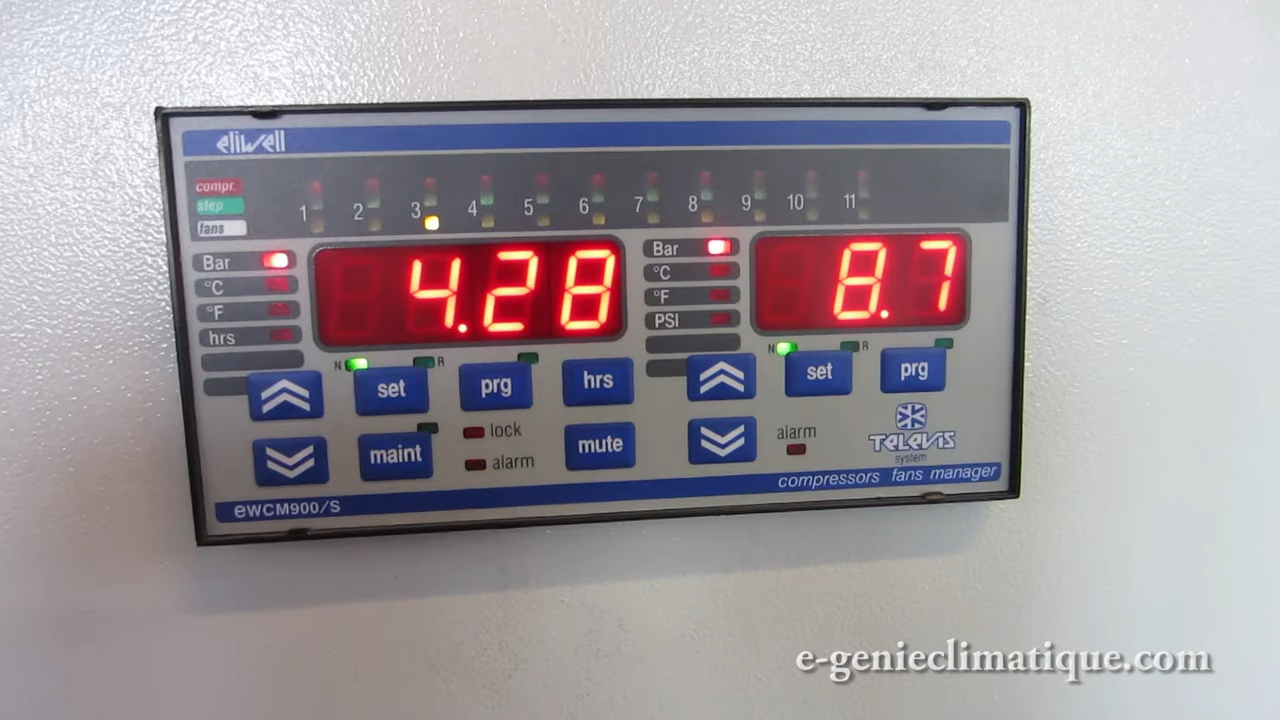 eliwell
compr.
step
fans
1 2 3 4 5 6 7 8 9 10 11
Bar
°C
°F
hrs
4.28
Bar
°C
°F
PSI
8.7
N R
set
prg
hrs
maint
lock
alarm
mute
N R
set
prg
alarm
TELEVIS
system
compressors fans manager
eWCM900/S
e-genieclimatique.com